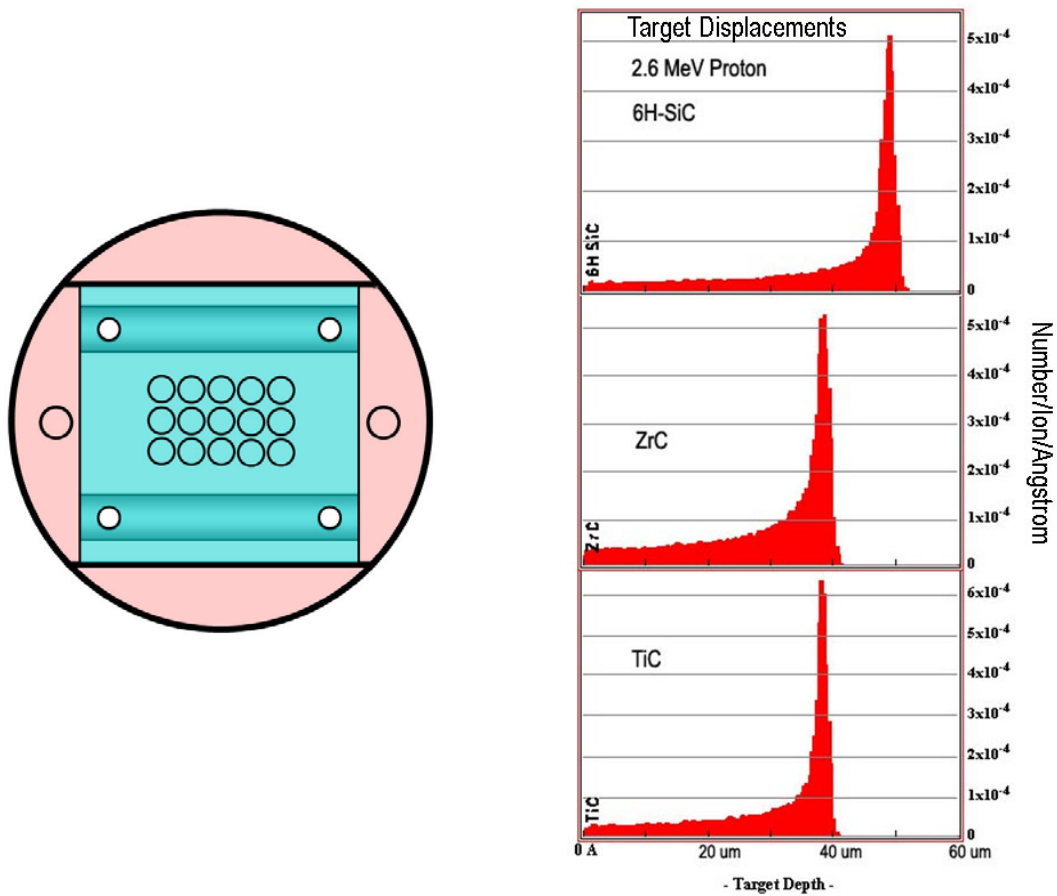 Target Displacements
5x10⁻⁴
2.6 MeV Proton
4x10⁻⁴
6H-SiC
3x10⁻⁴
2x10⁻⁴
6H SiC
1x10⁻⁴
0
5x10⁻⁴
4x10⁻⁴
ZrC
3x10⁻⁴
2x10⁻⁴
1x10⁻⁴
ZrC
0
Number/Ion/Angstrom
6x10⁻⁴
5x10⁻⁴
TiC
4x10⁻⁴
3x10⁻⁴
2x10⁻⁴
1x10⁻⁴
TiC
0
0 A 20 um 40 um 60 um
- Target Depth -